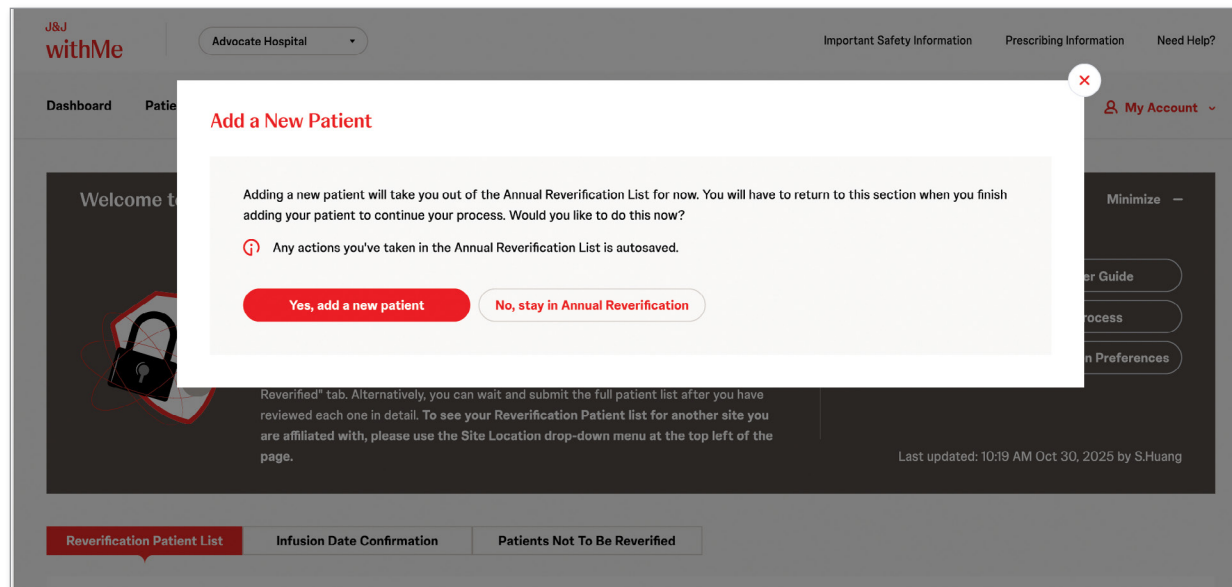 J&J
withMe
Advocate Hospital
Important Safety Information
Prescribing Information
Need Help?
Dashboard
My Account
Add a New Patient
Adding a new patient will take you out of the Annual Reverification List for now. You will have to return to this section when you finish
adding your patient to continue your process. Would you like to do this now?
Any actions you've taken in the Annual Reverification List is autosaved.
Yes, add a new patient
No, stay in Annual Reverification
Welcome
Minimize
Guide
Preferences
Reverified" tab. Alternatively, you can wait and submit the full patient list after you have
reviewed each one in detail. To see your Reverification Patient list for another site you
are affiliated with, please use the Site Location drop-down menu at the top left of the
page.
Last updated: 10:19 AM Oct 30, 2025 by S.Huang
Reverification Patient List
Infusion Date Confirmation
Patients Not To Be Reverified